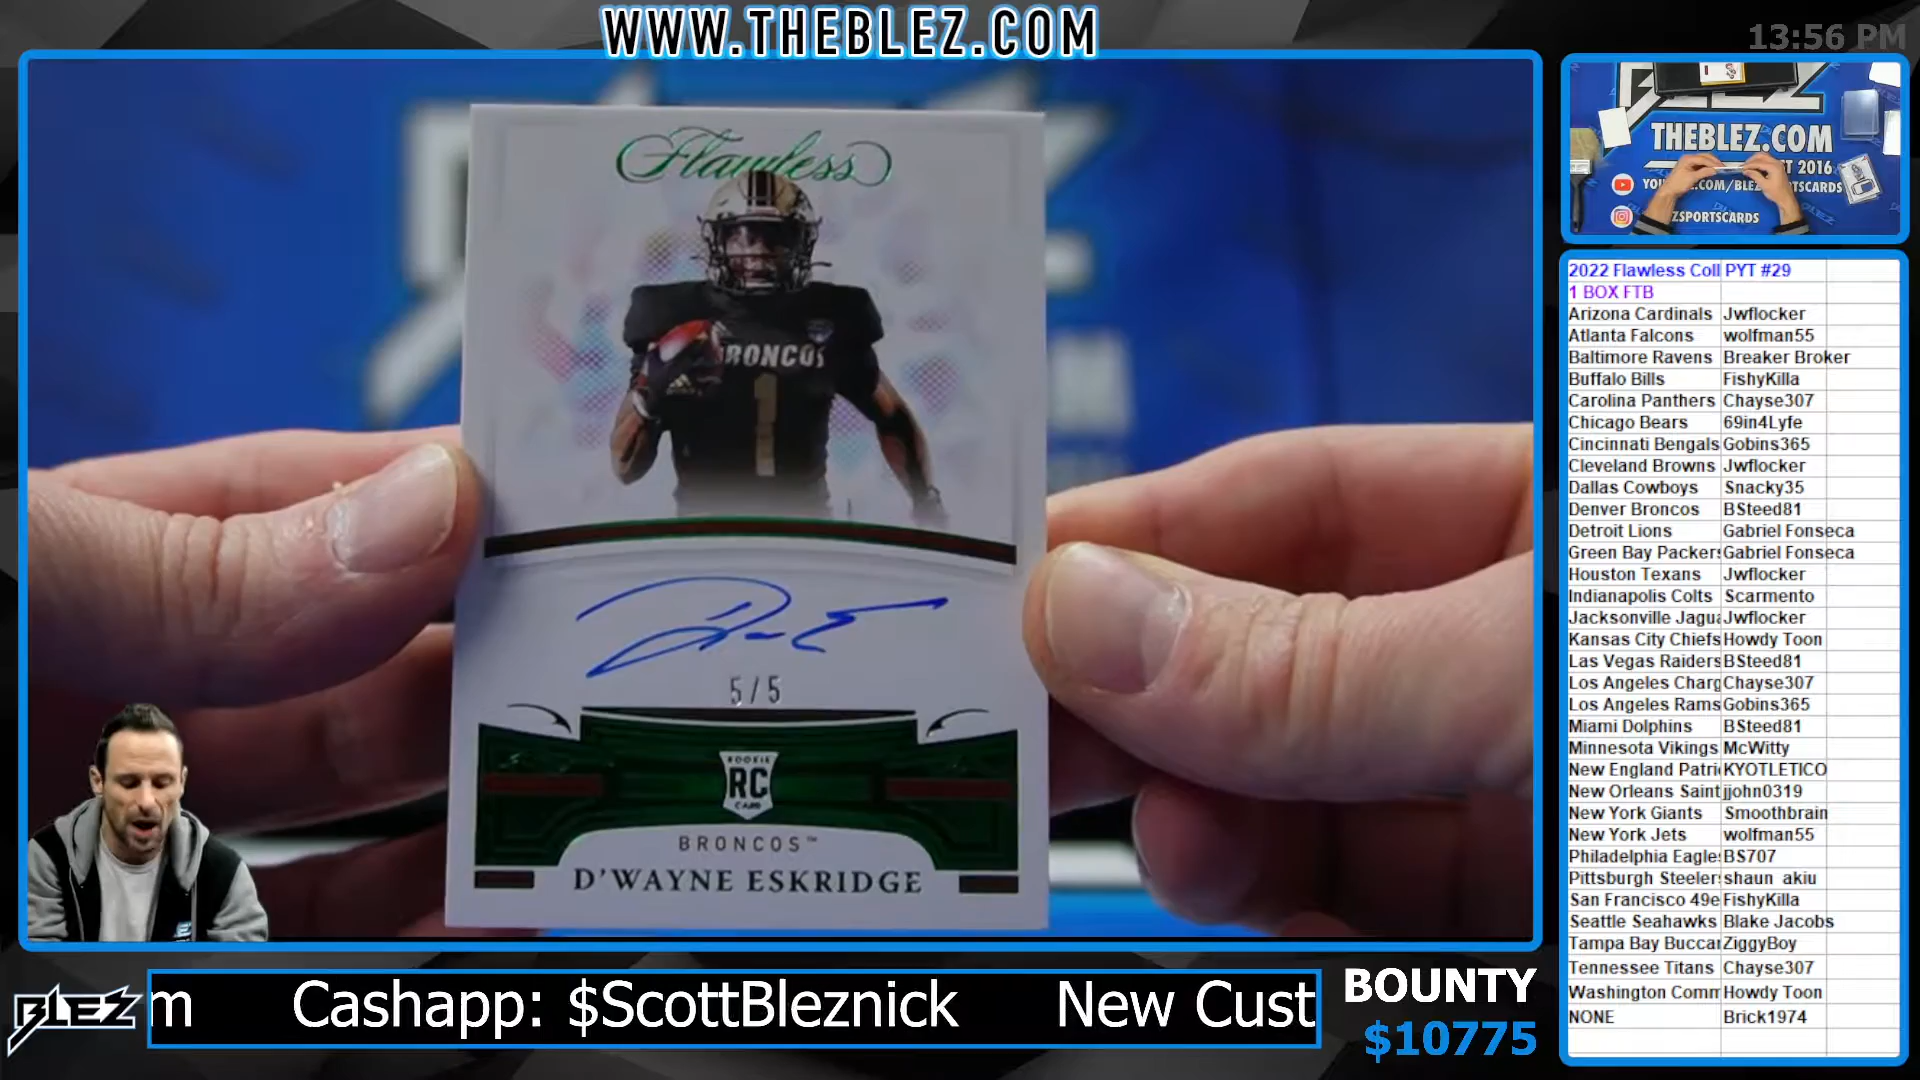 WWW.THEBLEZ.COM
13:56 PM
Flawless
BRONCOS
1
5/5
ROOKIE
RC
CARD
BRONCOS™
D'WAYNE ESKRIDGE
THEBLEZ.COM
T 2016
ZSPORTSCARDS
2022 Flawless Coll PYT #29
1 BOX FTB
Arizona Cardinals Jwflocker
Atlanta Falcons wolfman55
Baltimore Ravens Breaker Broker
Buffalo Bills FishyKilla
Carolina Panthers Chayse307
Chicago Bears 69in4Lyfe
Cincinnati Bengals Gobins365
Cleveland Browns Jwflocker
Dallas Cowboys Snacky35
Denver Broncos BSteed81
Detroit Lions Gabriel Fonseca
Green Bay Packers Gabriel Fonseca
Houston Texans Jwflocker
Indianapolis Colts Scarmento
Jacksonville Jagua Jwflocker
Kansas City Chiefs Howdy Toon
Las Vegas Raiders BSteed81
Los Angeles Charg Chayse307
Los Angeles Rams Gobins365
Miami Dolphins BSteed81
Minnesota Vikings McWitty
New England Patri KYOTLETICO
New Orleans Saint jjohn0319
New York Giants Smoothbrain
New York Jets wolfman55
Philadelphia Eagle BS707
Pittsburgh Steeler shaun akiu
San Francisco 49e FishyKilla
Seattle Seahawks Blake Jacobs
Tampa Bay Buccar ZiggyBoy
Tennessee Titans Chayse307
Washington Comm Howdy Toon
NONE Brick1974
BLEZ
m Cashapp: $ScottBleznick New Cust
BOUNTY
$10775